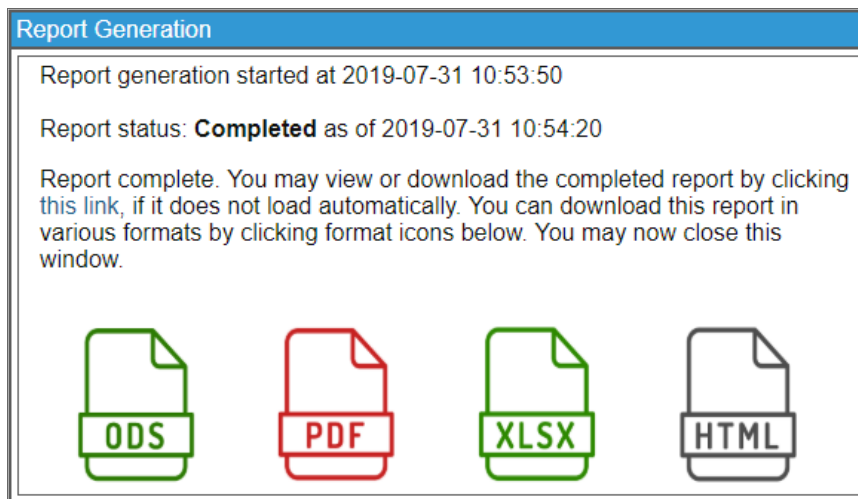 Report Generation
Report generation started at 2019-07-31 10:53:50
Report status: Completed as of 2019-07-31 10:54:20
Report complete. You may view or download the completed report by clicking
this link, if it does not load automatically. You can download this report in
various formats by clicking format icons below. You may now close this
window.
ODS PDF XLSX HTML